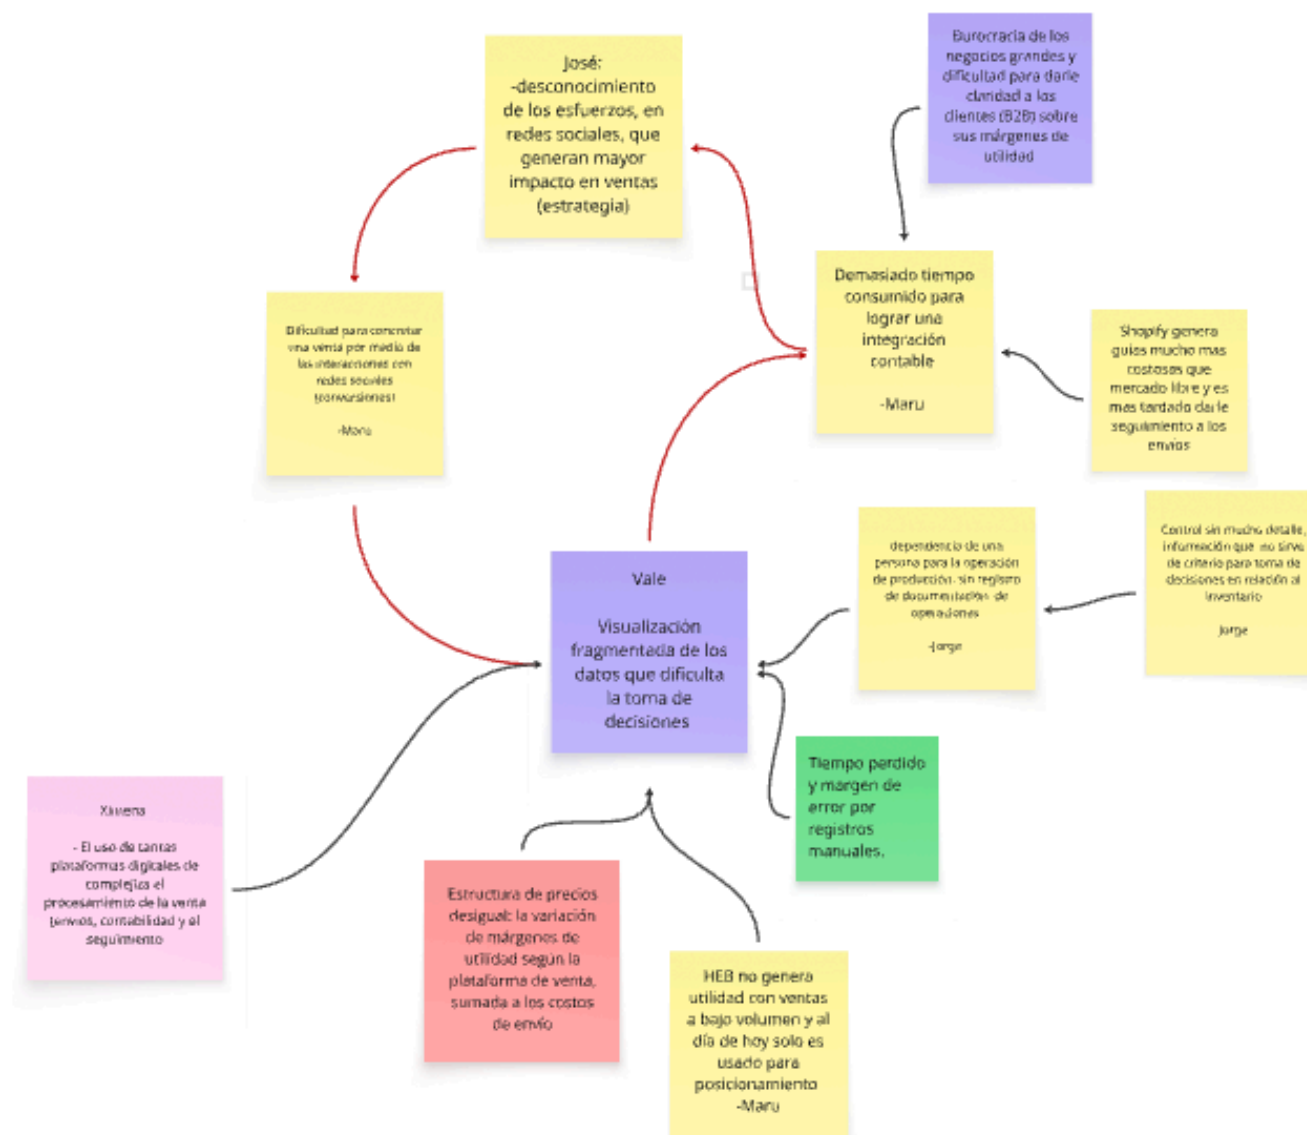 José:
-desconocimiento
de los esfuerzos, en
redes sociales, que
generan mayor
impacto en ventas
(estrategia)
Burocracia de los
negocios grandes y
dificultad para darle
claridad a los
clientes (B2B) sobre
sus márgenes de
utilidad
Demasiado tiempo
consumido para
lograr una
integración
contable
-Maru
Shopify genera
guías mucho mas
costosas que
mercado libre y es
mas tardado darle
seguimiento a los
envíos
Dificultad para concretar
una venta por medio de
las interacciones con
redes sociales
(conversiones)
-Maru
Vale
Visualización
fragmentada de los
datos que dificulta
la toma de
decisiones
dependencia de una
persona para la operación
de producción, sin registro
de documentación de
operaciones
-Jorge
Control sin mucho detalle,
información que no sirve
de criterio para toma de
decisiones en relación al
inventario
Jorge
Tiempo perdido
y margen de
error por
registros
manuales.
Ximena
- El uso de tantas
plataformas digitales de
complejiza el
procesamiento de la venta
(envios, contabilidad y el
seguimiento
Estructura de precios
desigual: la variación
de márgenes de
utilidad según la
plataforma de venta,
sumada a los costos
de envío
HEB no genera
utilidad con ventas
a bajo volumen y al
día de hoy solo es
usado para
posicionamiento
-Maru